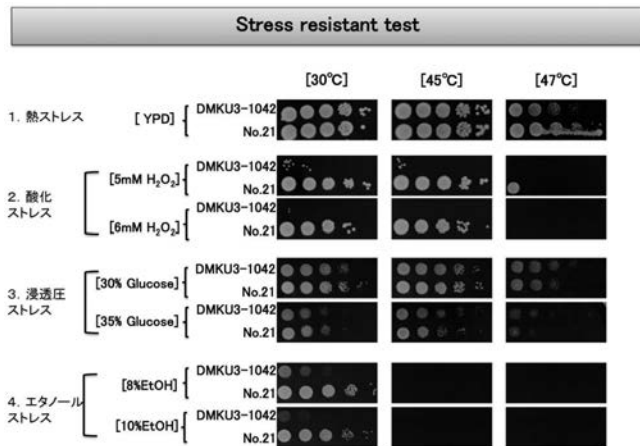 Stress resistant test
[30℃] [45℃] [47℃]
1. 熱ストレス [ YPD] DMKU3-1042
No.21
2. 酸化ストレス [5mM H₂O₂] DMKU3-1042
No.21
[6mM H₂O₂] DMKU3-1042
No.21
3. 浸透圧ストレス [30% Glucose] DMKU3-1042
No.21
[35% Glucose] DMKU3-1042
No.21
4. エタノールストレス [8%EtOH] DMKU3-1042
No.21
[10%EtOH] DMKU3-1042
No.21